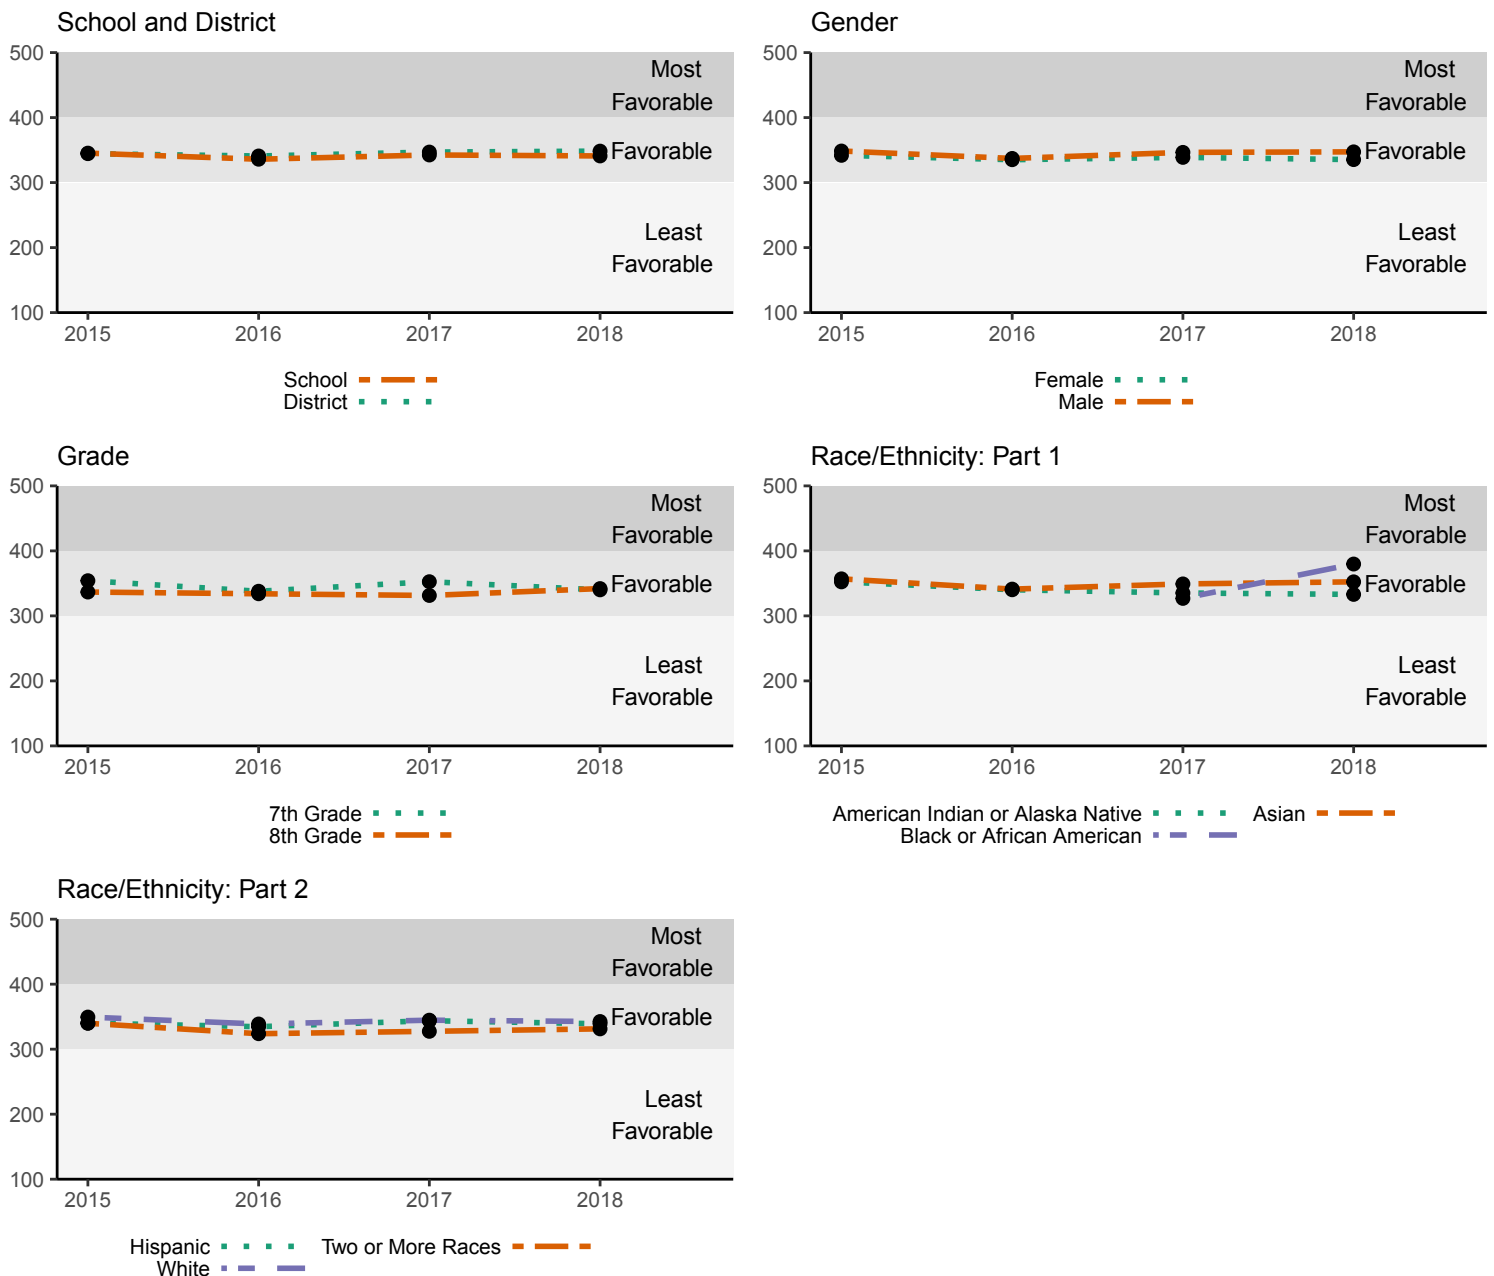 School and District
500
400
300
200
100
Most
Favorable
Favorable
Least
Favorable
2015 2016 2017 2018
School
District
Gender
500
400
300
200
100
Most
Favorable
Favorable
Least
Favorable
2015 2016 2017 2018
Female
Male
Grade
500
400
300
200
100
Most
Favorable
Favorable
Least
Favorable
2015 2016 2017 2018
7th Grade
8th Grade
Race/Ethnicity: Part 1
500
400
300
200
100
Most
Favorable
Favorable
Least
Favorable
2015 2016 2017 2018
American Indian or Alaska Native Asian
Black or African American
Race/Ethnicity: Part 2
500
400
300
200
100
Most
Favorable
Favorable
Least
Favorable
2015 2016 2017 2018
Hispanic Two or More Races
White